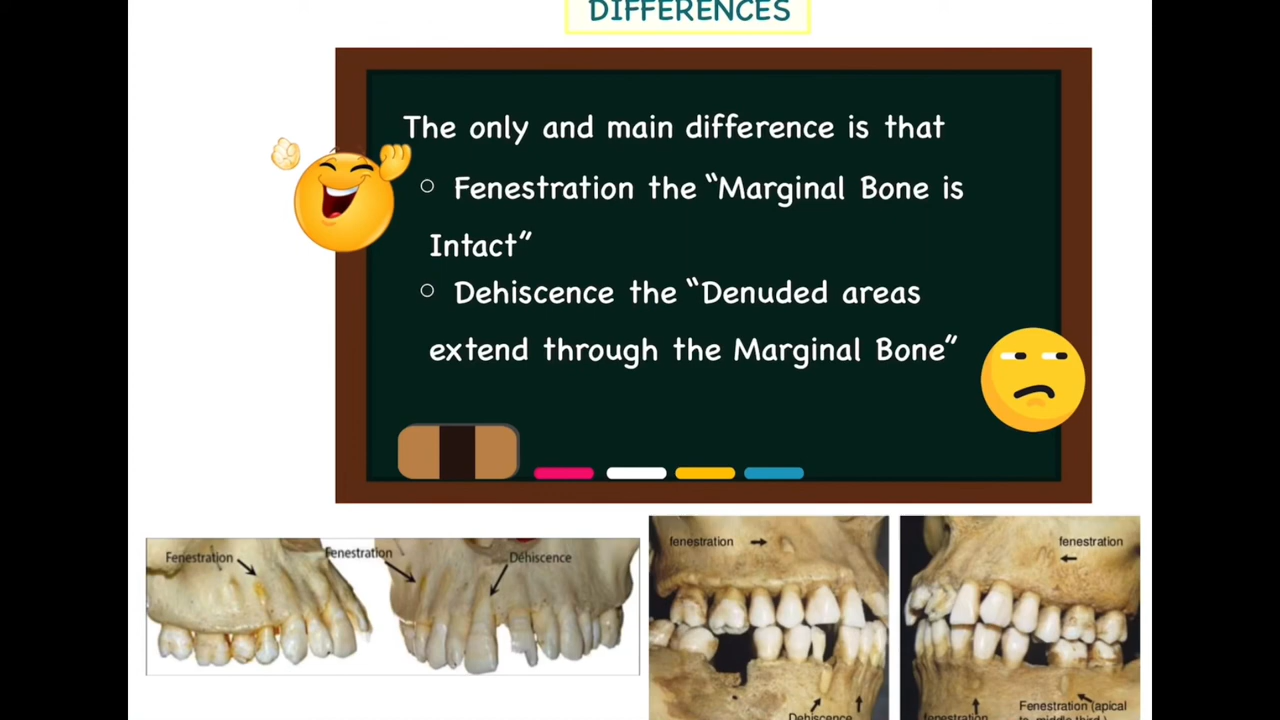 DIFFERENCES
The only and main difference is that
○ Fenestration the “Marginal Bone is
Intact”
○ Dehiscence the “Denuded areas
extend through the Marginal Bone”
Fenestration
Fenestration
Dehiscence
fenestration
Dehiscence
fenestration
fenestration
Fenestration (apical
to middle third)